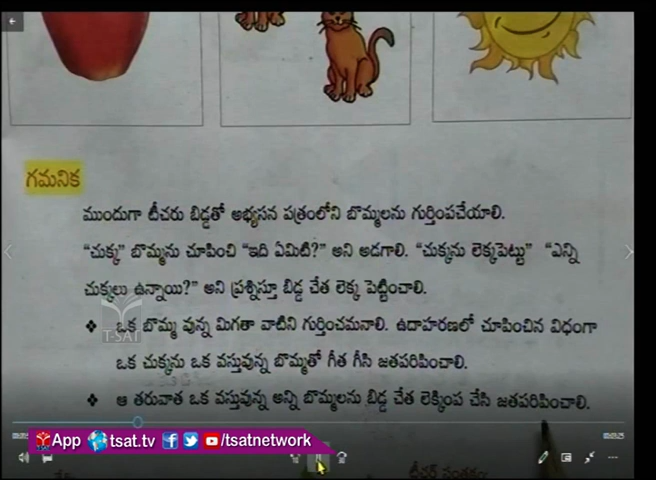 గమనిక
ముందుగా టీచరు బిడ్డతో అభ్యసన పత్రంలోని బొమ్మలను గుర్తింపచేయాలి.
“చుక్క” బొమ్మను చూపించి “ఇది ఏమిటి?” అని అడగాలి. “చుక్కను లెక్కపెట్టు” “ఎన్ని
చుక్కలు ఉన్నాయి?” అని ప్రశ్నిస్తూ బిడ్డ చేత లెక్క పెట్టించాలి.
❖ ఒక బొమ్మ వున్న మిగతా వాటిని గుర్తించమనాలి. ఉదాహరణలో చూపించిన విధంగా
T-SAT
ఒక చుక్కను ఒక వస్తువున్న బొమ్మతో గీత గీసి జతపరిపించాలి.
❖ ఆ తరువాత ఒక వస్తువున్న అన్ని బొమ్మలను బిడ్డ చేత లెక్కింప చేసి జతపరిపించాలి.
App tsat.tv /tsatnetwork